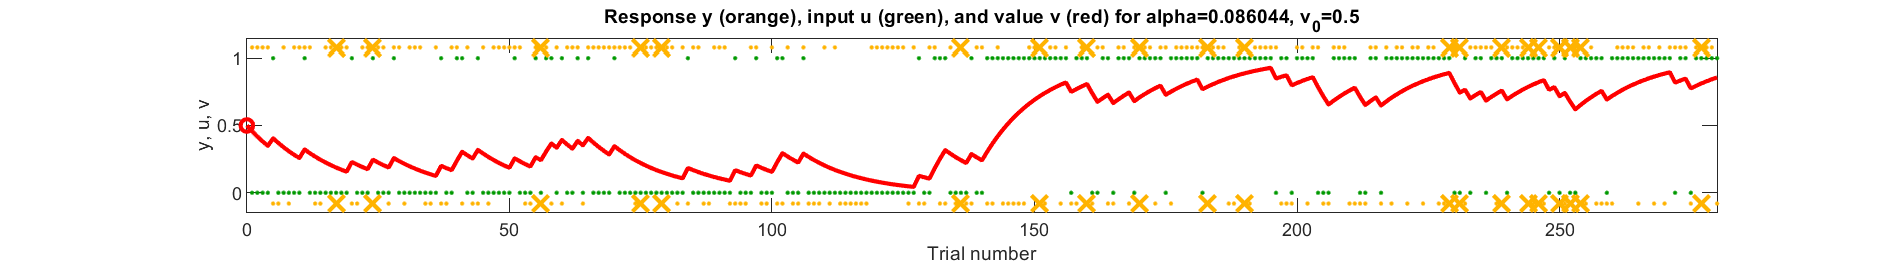 Response y (orange), input u (green), and value v (red) for alpha=0.086044, v0=0.5
1
0.5
0
y, u, v
0 50 100 150 200 250
Trial number